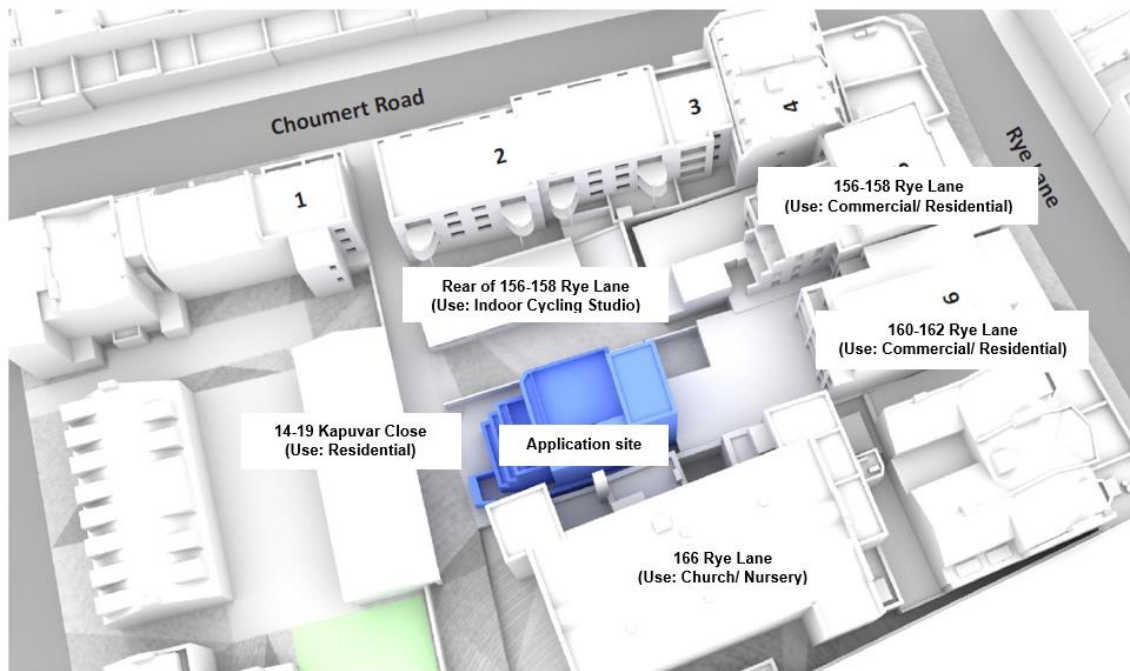 Choumert Road
Rye Lane
1
2
3
4
156-158 Rye Lane
(Use: Commercial/ Residential)
Rear of 156-158 Rye Lane
(Use: Indoor Cycling Studio)
6
160-162 Rye Lane
(Use: Commercial/ Residential)
14-19 Kapuvar Close
(Use: Residential)
Application site
166 Rye Lane
(Use: Church/ Nursery)